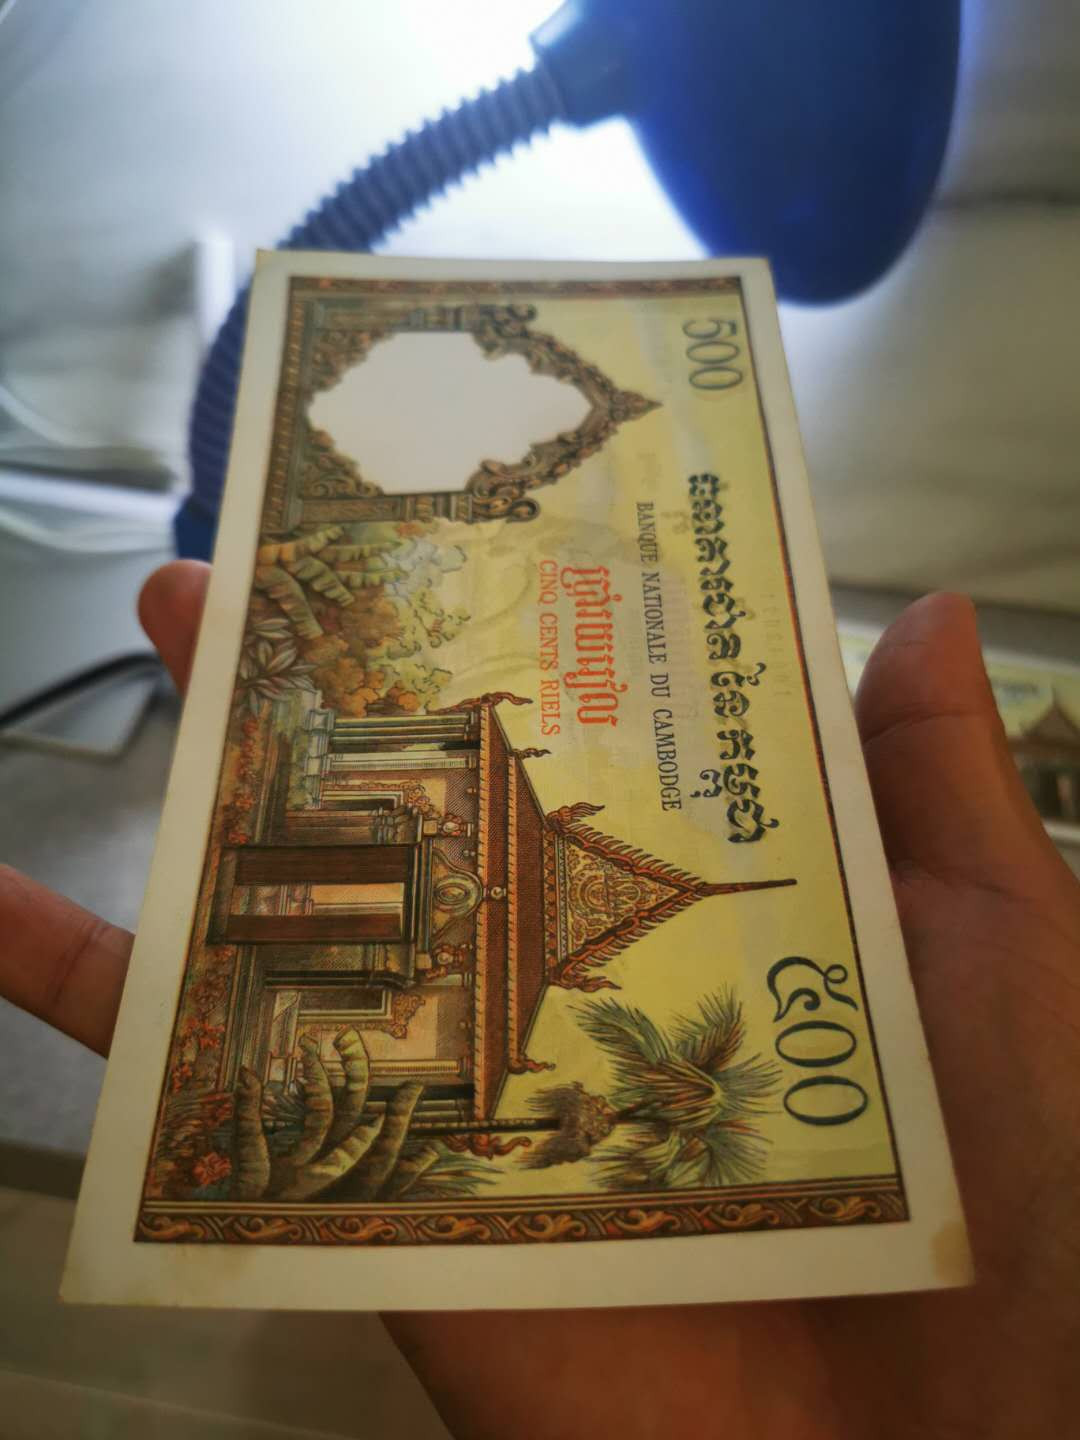 500
ធនាគារជាតិ នៃ កម្ពុជា
BANQUE NATIONALE DU CAMBODGE
ប្រាំរយរៀល
CINQ CENTS RIELS
៥00